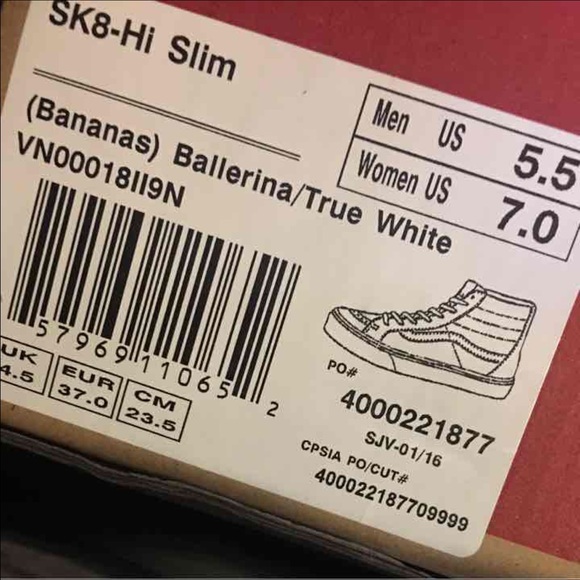 SK8-Hi Slim
(Bananas) Ballerina/True White
VN00018II9N
Men US 5.5
Women US 7.0
57969 11065 2
UK 4.5
EUR 37.0
CM 23.5
PO#
4000221877
SJV-01/16
CPSIA PO/CUT#
400022187709999